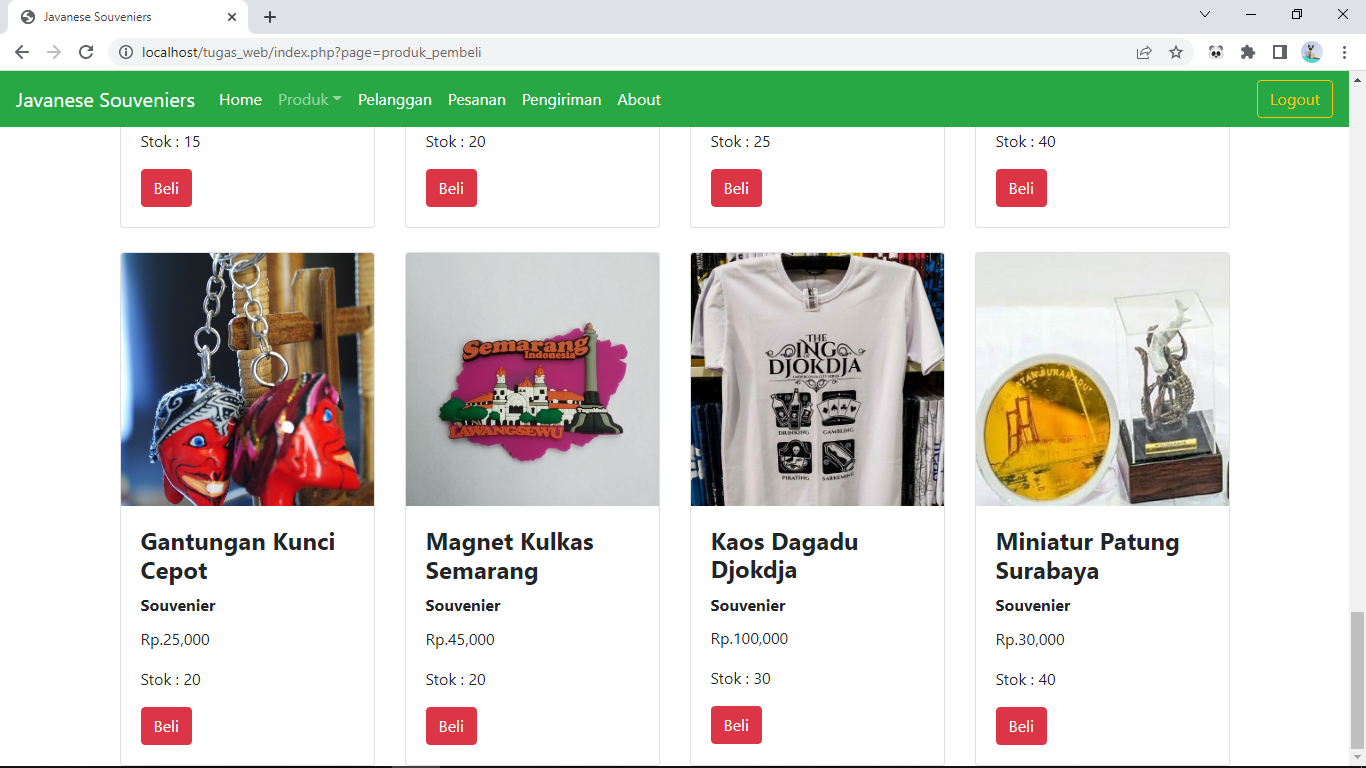 Javanese Souveniers
localhost/tugas_web/index.php?page=produk_pembeli
Javanese Souveniers Home Produk Pelanggan Pesanan Pengiriman About Logout
Stok : 15 Stok : 20 Stok : 25 Stok : 40
Beli Beli Beli Beli
Semarang
Indonesia
LAWANGSEWU
THE
ING
DJOKDJA
DRINKING GAMBLING
PIRATING
Gantungan Kunci
Cepot
Souvenier
Rp.25,000
Stok : 20
Beli
Magnet Kulkas
Semarang
Souvenier
Rp.45,000
Stok : 20
Beli
Kaos Dagadu
Djokdja
Souvenier
Rp.100,000
Stok : 30
Beli
Miniatur Patung
Surabaya
Souvenier
Rp.30,000
Stok : 40
Beli